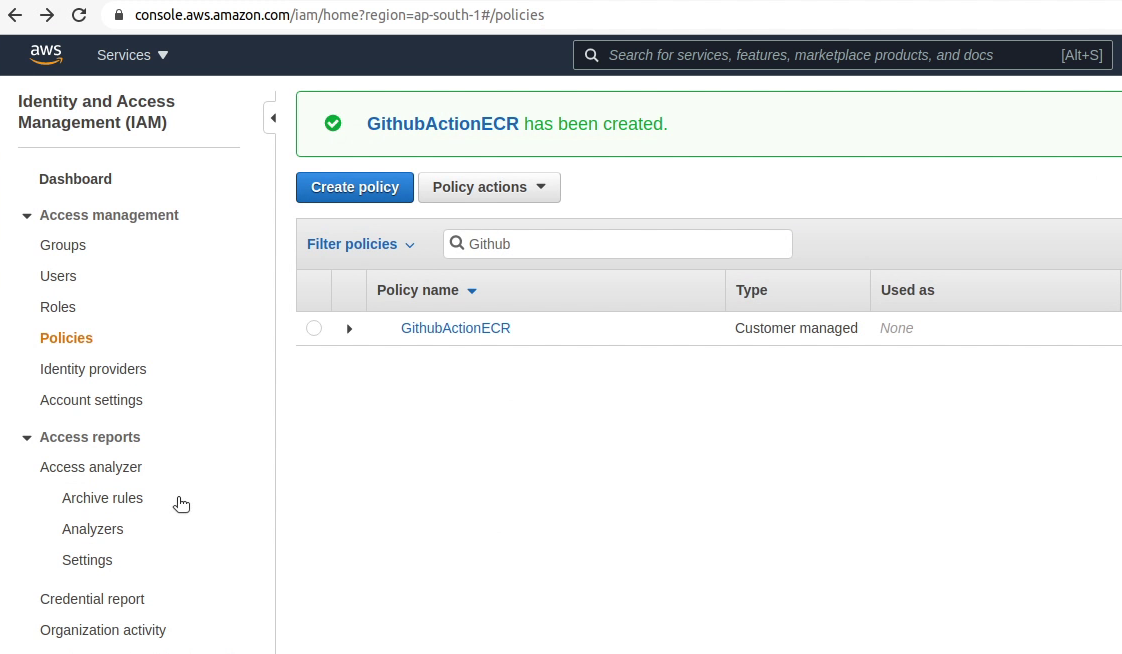 console.aws.amazon.com/iam/home?region=ap-south-1#/policies
aws
Services
Search for services, features, marketplace products, and docs [Alt+S]
Identity and Access
Management (IAM)
Dashboard
Access management
Groups
Users
Roles
Policies
Identity providers
Account settings
Access reports
Access analyzer
Archive rules
Analyzers
Settings
Credential report
Organization activity
GithubActionECR has been created.
Create policy Policy actions
Filter policies Github
Policy name Type Used as
GithubActionECR Customer managed None